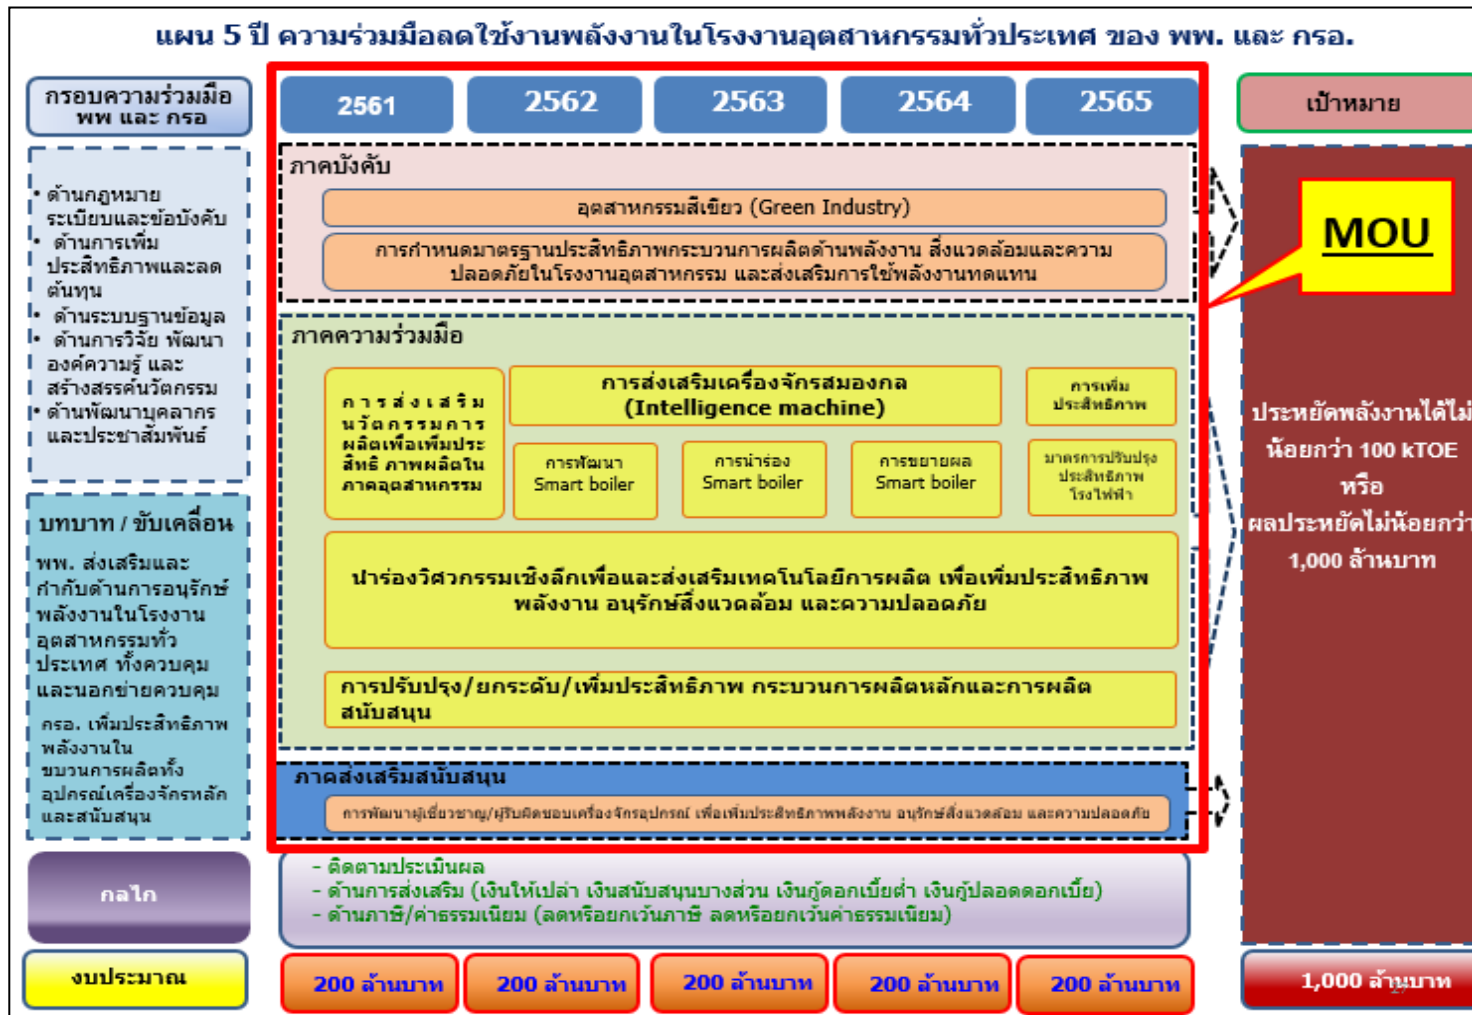 แผน 5 ปี ความร่วมมือลดใช้งานพลังงานในโรงงานอุตสาหกรรมทั่วประเทศ ของ พพ. และ กรอ.
กรอบความร่วมมือ
พพ และ กรอ
2561
2562
2563
2564
2565
เป้าหมาย
• ด้านกฎหมาย
ระเบียบและข้อบังคับ
• ด้านการเพิ่ม
ประสิทธิภาพและลด
ต้นทุน
• ด้านระบบฐานข้อมูล
• ด้านการวิจัย พัฒนา
องค์ความรู้ และ
สร้างสรรค์นวัตกรรม
• ด้านพัฒนาบุคลากร
และประชาสัมพันธ์
บทบาท / ขับเคลื่อน
พพ. ส่งเสริมและ
กำกับด้านการอนุรักษ์
พลังงานในโรงงาน
อุตสาหกรรมทั่ว
ประเทศ ทั้งควบคุม
และนอกข่ายควบคุม
กรอ. เพิ่มประสิทธิภาพ
พลังงานใน
ขบวนการผลิตทั้ง
อุปกรณ์เครื่องจักรหลัก
และสนับสนุน
ภาคบังคับ
อุตสาหกรรมสีเขียว (Green Industry)
การกำหนดมาตรฐานประสิทธิภาพกระบวนการผลิตด้านพลังงาน สิ่งแวดล้อมและความ
ปลอดภัยในโรงงานอุตสาหกรรม และส่งเสริมการใช้พลังงานทดแทน
ภาคความร่วมมือ
การส่งเสริม
นวัตกรรมการ
ผลิตเพื่อเพิ่มประ
สิทธิ ภาพผลิตใน
ภาคอุตสาหกรรม
การส่งเสริมเครื่องจักรสมองกล
(Intelligence machine)
การเพิ่ม
ประสิทธิภาพ
การพัฒนา
Smart boiler
การนำร่อง
Smart boiler
การขยายผล
Smart boiler
มาตรการปรับปรุง
ประสิทธิภาพ
โรงไฟฟ้า
นำร่องวิศวกรรมเชิงลึกเพื่อและส่งเสริมเทคโนโลยีการผลิต เพื่อเพิ่มประสิทธิภาพ
พลังงาน อนุรักษ์สิ่งแวดล้อม และความปลอดภัย
การปรับปรุง/ยกระดับ/เพิ่มประสิทธิภาพ กระบวนการผลิตหลักและการผลิต
สนับสนุน
ภาคส่งเสริมสนับสนุน
การพัฒนาผู้เชี่ยวชาญ/ผู้รับผิดชอบเครื่องจักรอุปกรณ์ เพื่อเพิ่มประสิทธิภาพพลังงาน อนุรักษ์สิ่งแวดล้อม และความปลอดภัย
MOU
ประหยัดพลังงานได้ไม่
น้อยกว่า 100 kTOE
หรือ
ผลประหยัดไม่น้อยกว่า
1,000 ล้านบาท
กลไก
- ติดตามประเมินผล
- ด้านการส่งเสริม (เงินให้เปล่า เงินสนับสนุนบางส่วน เงินกู้ดอกเบี้ยต่ำ เงินกู้ปลอดดอกเบี้ย)
- ด้านภาษี/ค่าธรรมเนียม (ลดหรือยกเว้นภาษี ลดหรือยกเว้นค่าธรรมเนียม)
งบประมาณ
200 ล้านบาท
200 ล้านบาท
200 ล้านบาท
200 ล้านบาท
200 ล้านบาท
1,000 ล้านบาท
27